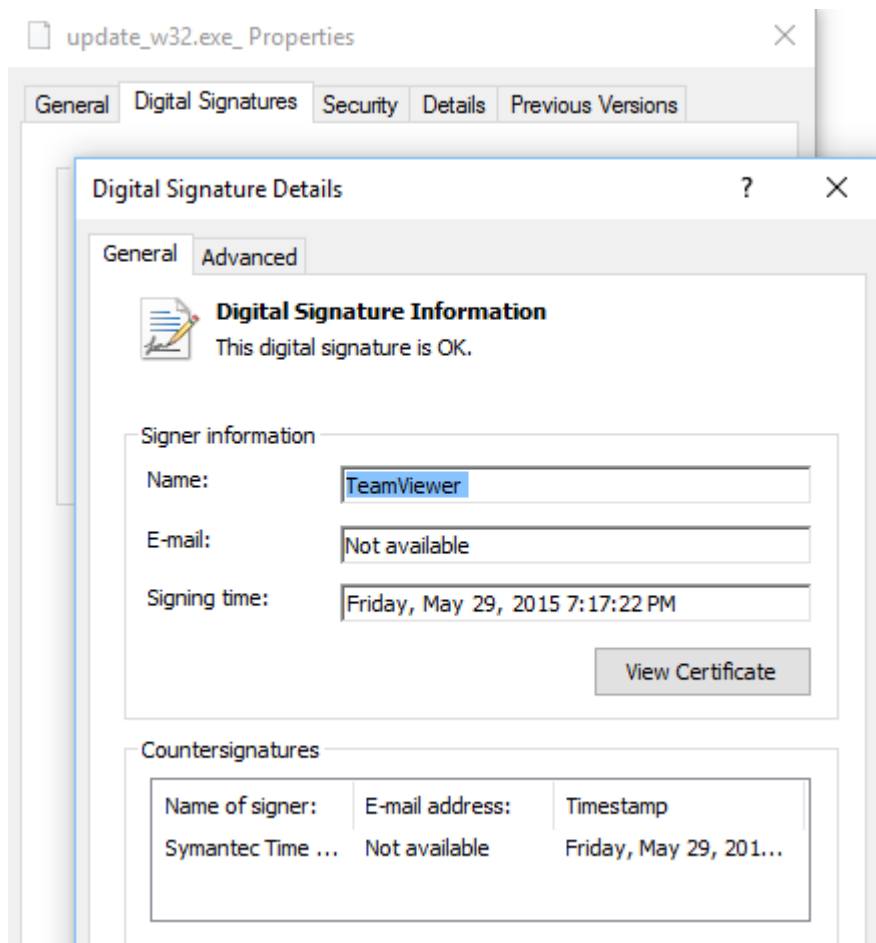 update_w32.exe_ Properties
General Digital Signatures Security Details Previous Versions
Digital Signature Details ?
General Advanced
Digital Signature Information
This digital signature is OK.
Signer information
Name: TeamViewer
E-mail: Not available
Signing time: Friday, May 29, 2015 7:17:22 PM
View Certificate
Countersignatures
Name of signer: E-mail address: Timestamp
Symantec Time ... Not available Friday, May 29, 201...